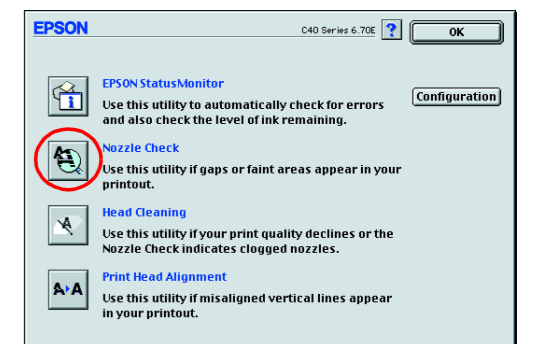 EPSON
C40 Series 6.70E ? OK
EPSON StatusMonitor
Use this utility to automatically check for errors
and also check the level of ink remaining.
Configuration
Nozzle Check
Use this utility if gaps or faint areas appear in your
printout.
Head Cleaning
Use this utility if your print quality declines or the
Nozzle Check indicates clogged nozzles.
Print Head Alignment
Use this utility if misaligned vertical lines appear
in your printout.